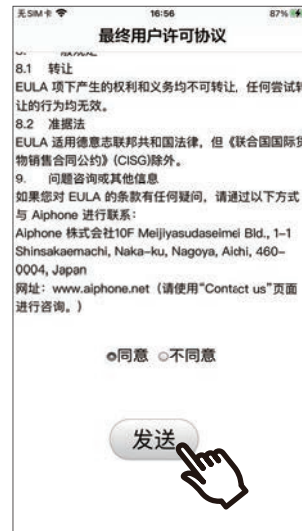 无SIM卡 16:56 87%
最终用户许可协议
8.1 转让
EULA 项下产生的权利和义务均不可转让，任何尝试转
让的行为均无效。
8.2 准据法
EULA 适用德意志联邦共和国法律，但《联合国国际货
物销售合同公约》(CISG)除外。
9. 问题咨询或其他信息
如果您对 EULA 的条款有任何疑问，请通过以下方式
与 Aiphone 进行联系：
Aiphone 株式会社10F Meijiyasudaseimei Bld., 1-1
Shinsakaemachi, Naka-ku, Nagoya, Aichi, 460-
0004, Japan
网址：www.aiphone.net（请使用“Contact us”页面
进行咨询。）
同意 不同意
发送